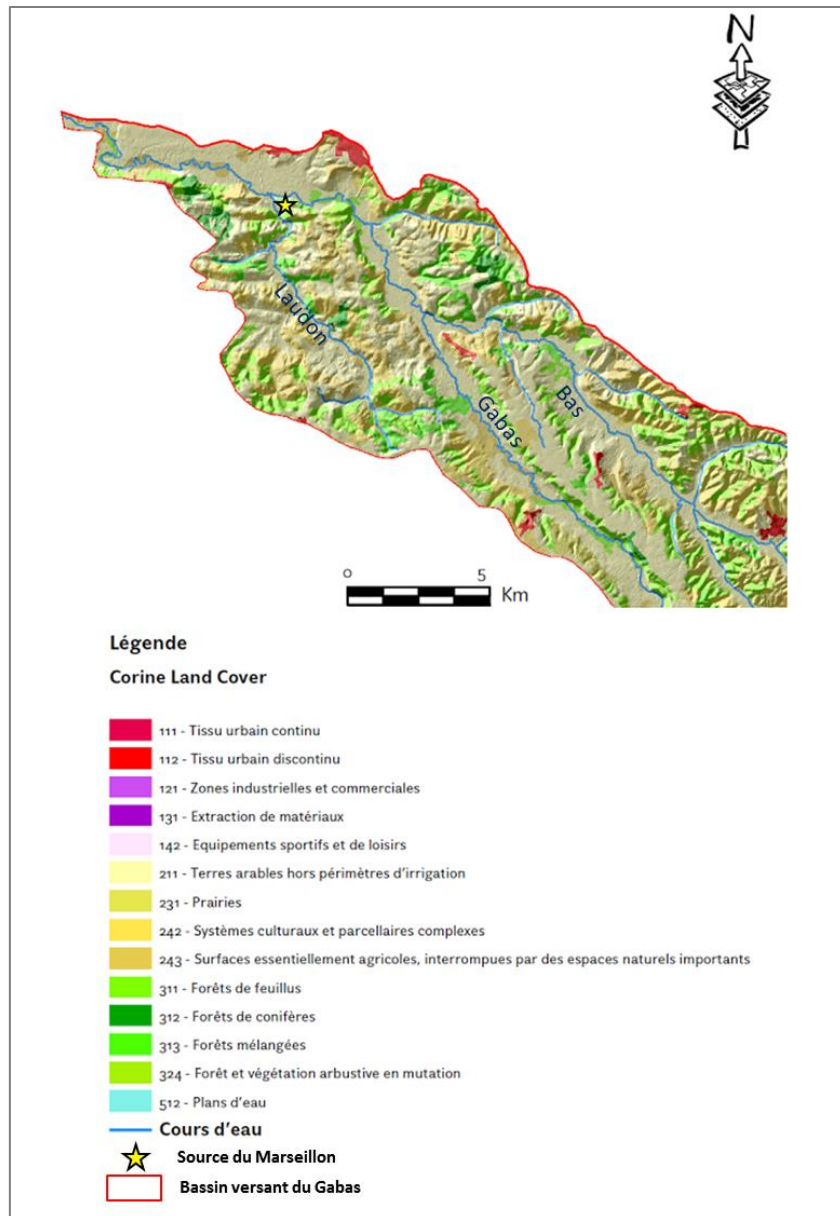 N
Laudon
Gabas
Bas
0 5
Km
Légende
Corine Land Cover
111 - Tissu urbain continu
112 - Tissu urbain discontinu
121 - Zones industrielles et commerciales
131 - Extraction de matériaux
142 - Equipements sportifs et de loisirs
211 - Terres arables hors périmètres d'irrigation
231 - Prairies
242 - Systèmes culturaux et parcellaires complexes
243 - Surfaces essentiellement agricoles, interrompues par des espaces naturels importants
311 - Forêts de feuillus
312 - Forêts de conifères
313 - Forêts mélangées
324 - Forêt et végétation arbustive en mutation
512 - Plans d'eau
Cours d'eau
Source du Marseillon
Bassin versant du Gabas